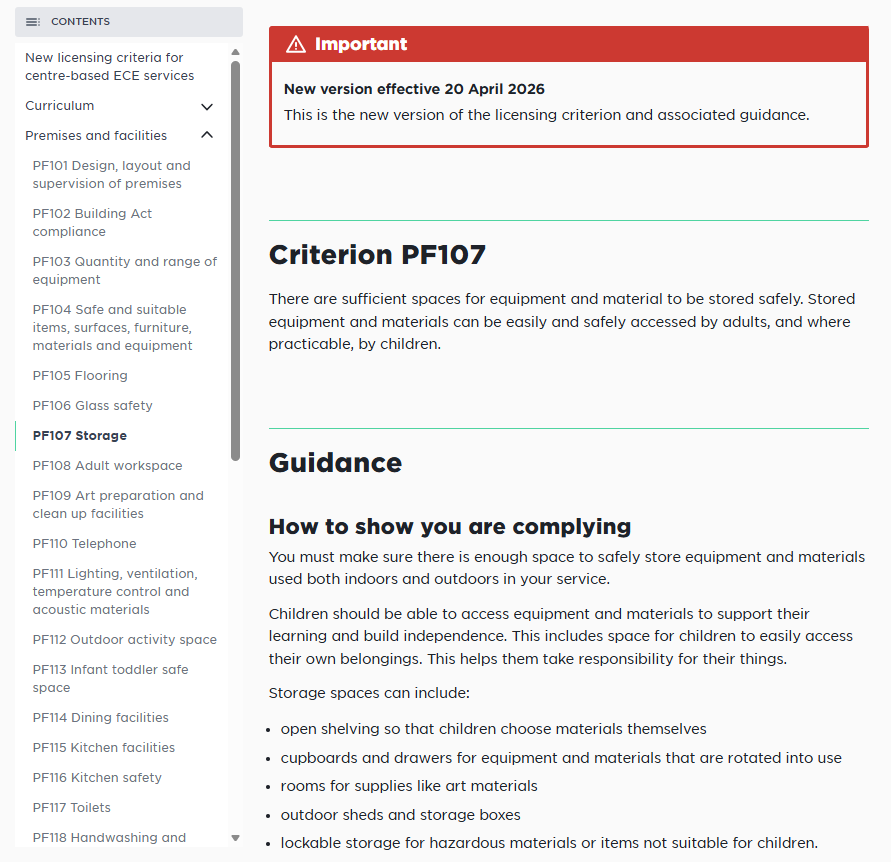 CONTENTS
New licensing criteria for
centre-based ECE services
Curriculum
Premises and facilities
PF101 Design, layout and
supervision of premises
PF102 Building Act
compliance
PF103 Quantity and range of
equipment
PF104 Safe and suitable
items, surfaces, furniture,
materials and equipment
PF105 Flooring
PF106 Glass safety
PF107 Storage
PF108 Adult workspace
PF109 Art preparation and
clean up facilities
PF110 Telephone
PF111 Lighting, ventilation,
temperature control and
acoustic materials
PF112 Outdoor activity space
PF113 Infant toddler safe
space
PF114 Dining facilities
PF115 Kitchen facilities
PF116 Kitchen safety
PF117 Toilets
PF118 Handwashing and
Important
New version effective 20 April 2026
This is the new version of the licensing criterion and associated guidance.
Criterion PF107
There are sufficient spaces for equipment and material to be stored safely. Stored
equipment and materials can be easily and safely accessed by adults, and where
practicable, by children.
Guidance
How to show you are complying
You must make sure there is enough space to safely store equipment and materials
used both indoors and outdoors in your service.
Children should be able to access equipment and materials to support their
learning and build independence. This includes space for children to easily access
their own belongings. This helps them take responsibility for their things.
Storage spaces can include:
• open shelving so that children choose materials themselves
• cupboards and drawers for equipment and materials that are rotated into use
• rooms for supplies like art materials
• outdoor sheds and storage boxes
• lockable storage for hazardous materials or items not suitable for children.